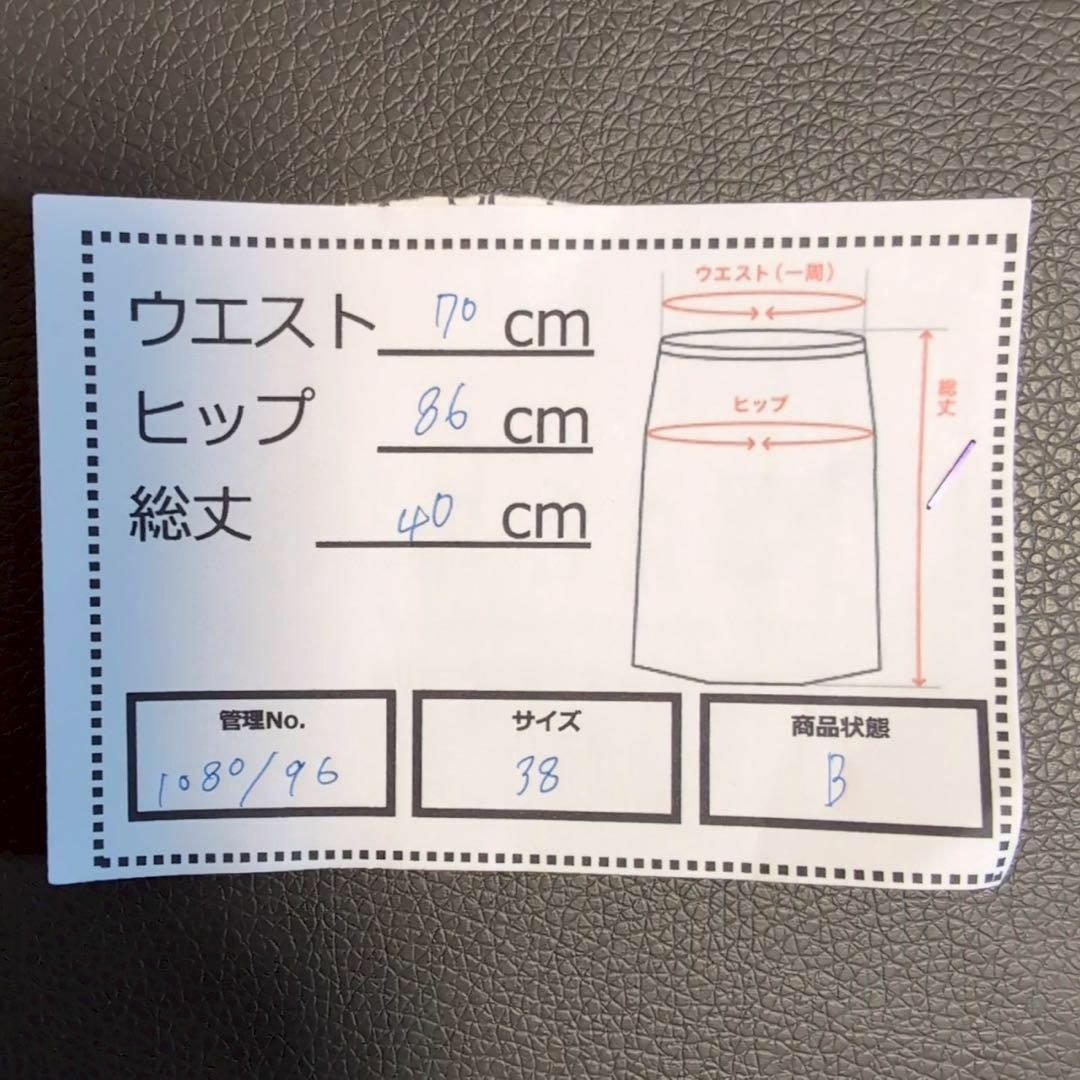 ウエスト 70 cm
ヒップ 86 cm
総丈 40 cm
ウエスト(一周)
ヒップ
総丈
管理No.
1080/96
サイズ
38
商品状態
B